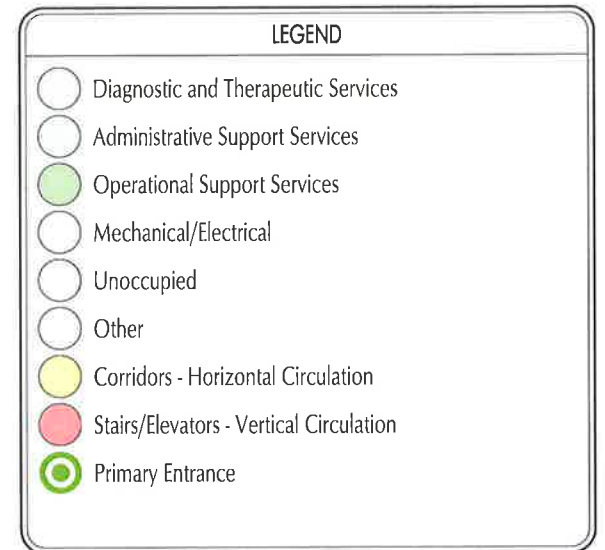 LEGEND
Diagnostic and Therapeutic Services
Administrative Support Services
Operational Support Services
Mechanical/Electrical
Unoccupied
Other
Corridors - Horizontal Circulation
Stairs/Elevators - Vertical Circulation
Primary Entrance